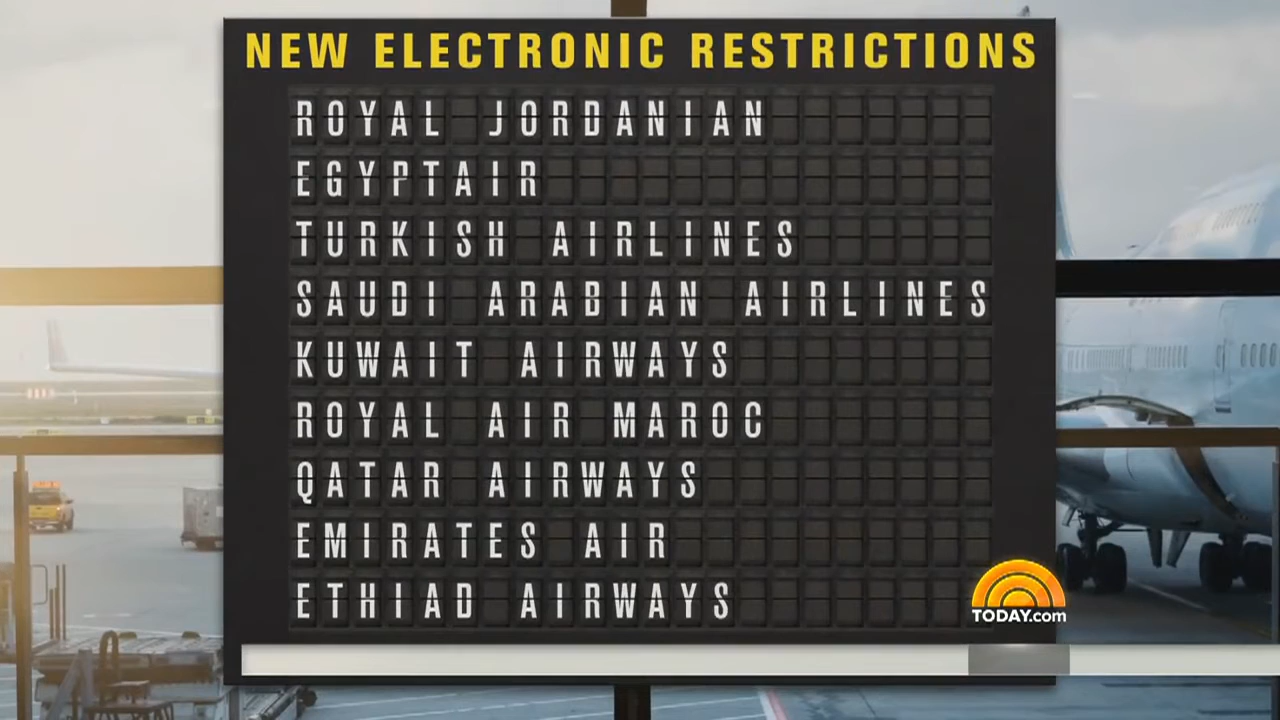 NEW ELECTRONIC RESTRICTIONS
ROYAL JORDANIAN
EGYPTAIR
TURKISH AIRLINES
SAUDI ARABIAN AIRLINES
KUWAIT AIRWAYS
ROYAL AIR MAROC
QATAR AIRWAYS
EMIRATES AIR
ETHIAD AIRWAYS
TODAY.com